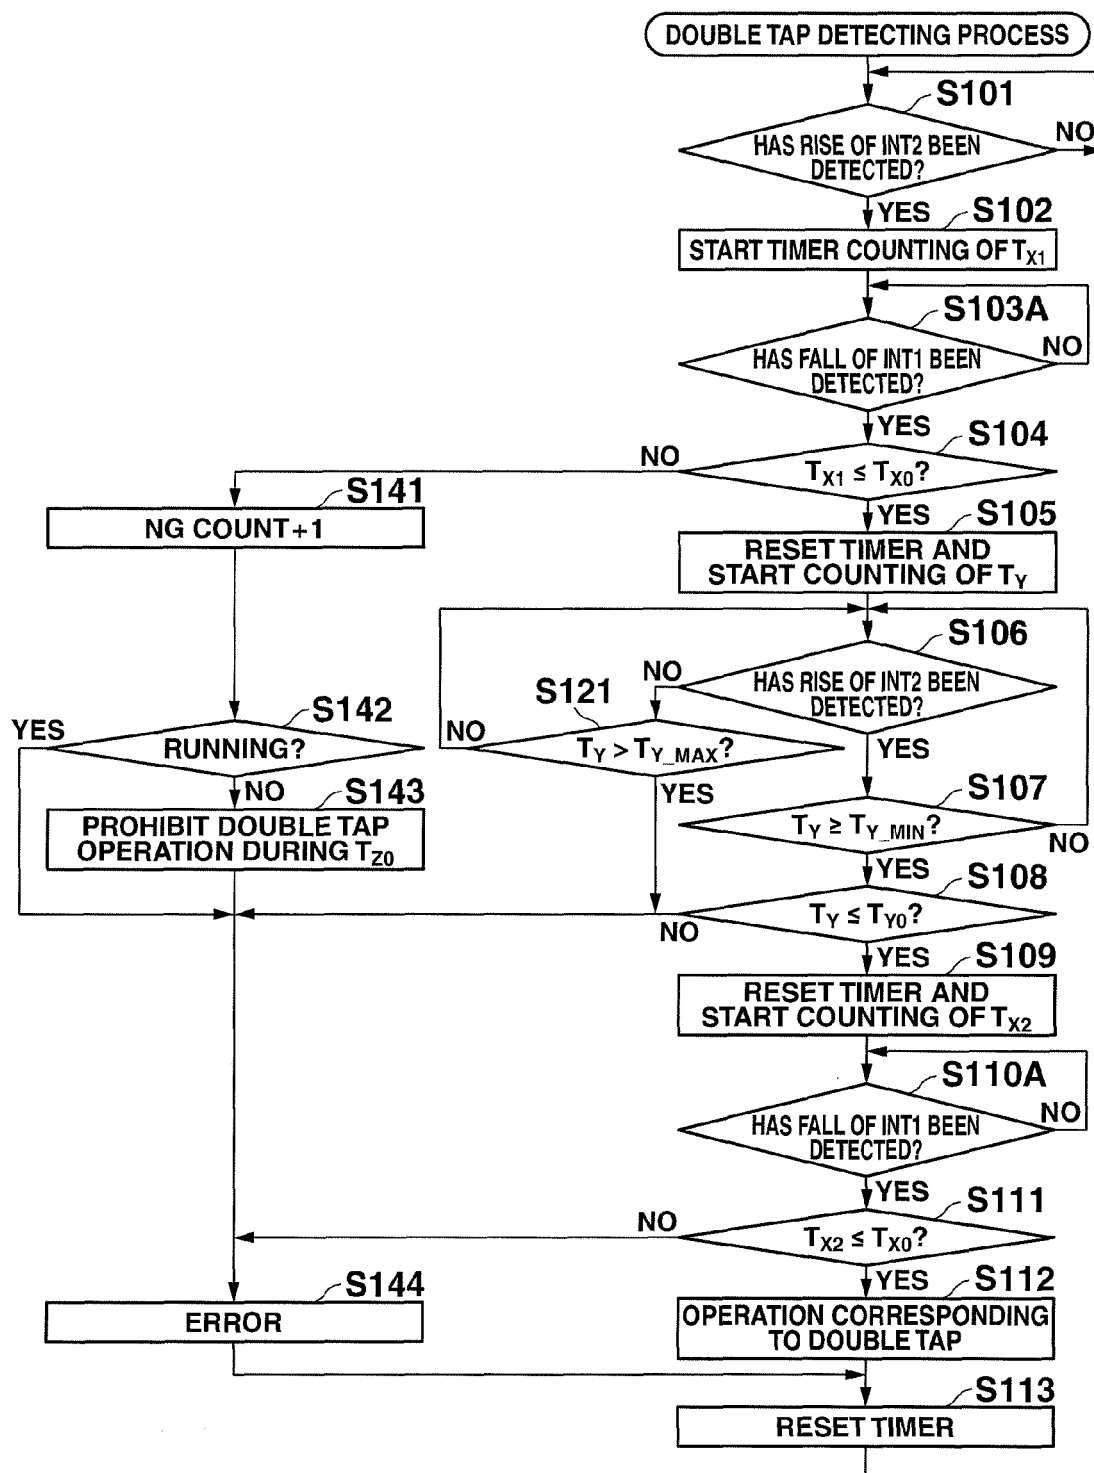 DOUBLE TAP DETECTING PROCESS
S101
HAS RISE OF INT2 BEEN
DETECTED?
NO
YES
S102
START TIMER COUNTING OF TX1
S103A
HAS FALL OF INT1 BEEN
DETECTED?
NO
YES
S104
TX1 ≤ TX0?
NO
YES
S141
NG COUNT+1
S105
RESET TIMER AND
START COUNTING OF TY
S106
HAS RISE OF INT2 BEEN
DETECTED?
NO
YES
S121
TY > TY_MAX?
NO
YES
S142
RUNNING?
YES
NO
S107
TY ≥ TY_MIN?
NO
YES
S143
PROHIBIT DOUBLE TAP
OPERATION DURING TZ0
S108
TY ≤ TY0?
NO
YES
S109
RESET TIMER AND
START COUNTING OF TX2
S110A
HAS FALL OF INT1 BEEN
DETECTED?
NO
YES
S111
TX2 ≤ TX0?
NO
YES
S144
ERROR
S112
OPERATION CORRESPONDING
TO DOUBLE TAP
S113
RESET TIMER